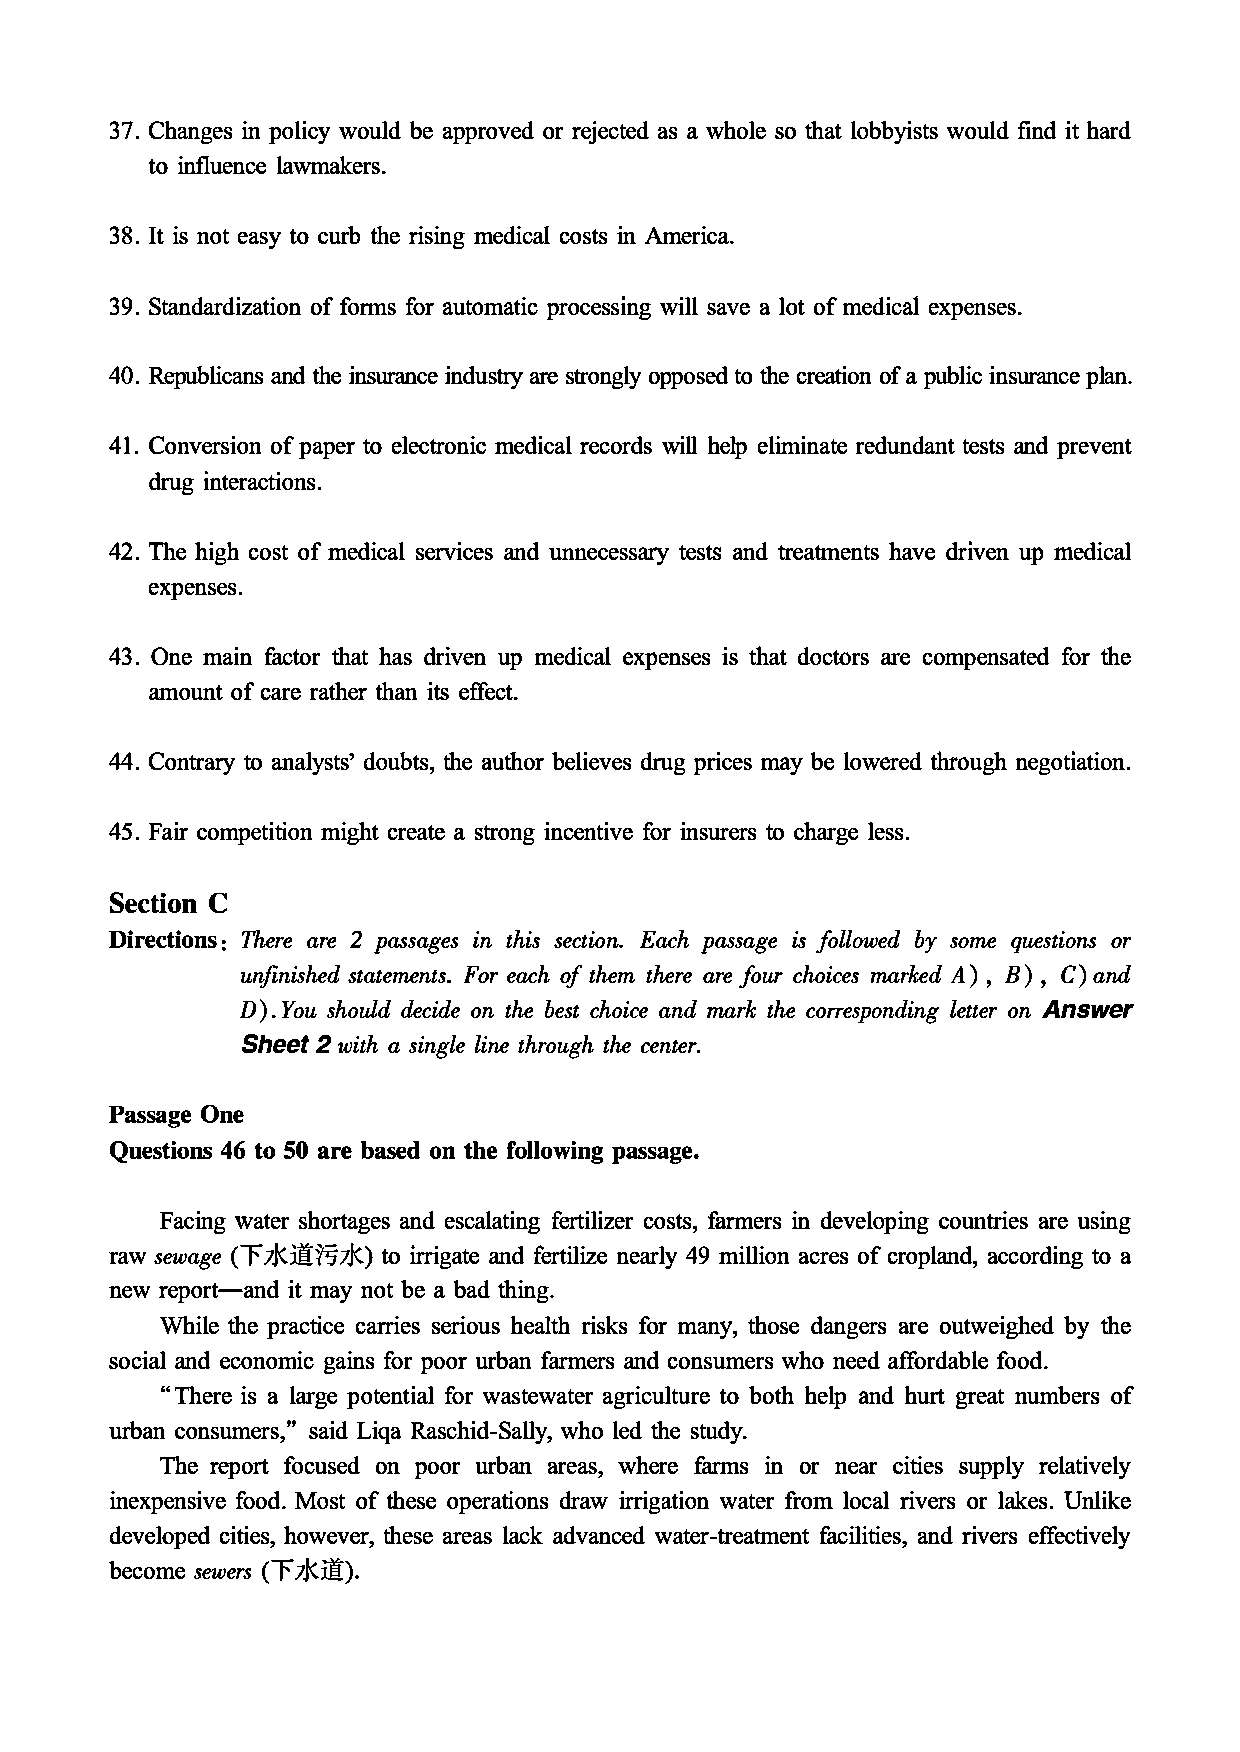 37. Changes in policy would be approved or rejected as a whole so that lobbyists would find it hard
to influence lawmakers.
38. It is not easy to curb the rising medical costs in America.
39. Standardization of forms for automatic processing will save a lot of medical expenses.
40. Republicans and the insurance industry are strongly opposed to the creation of a public insurance plan.
41. Conversion of paper to electronic medical records will help eliminate redundant tests and prevent
drug interactions.
42. The high cost of medical services and unnecessary tests and treatments have driven up medical
expenses.
43. One main factor that has driven up medical expenses is that doctors are compensated for the
amount of care rather than its effect.
44. Contrary to analysts’ doubts, the author believes drug prices may be lowered through negotiation.
45. Fair competition might create a strong incentive for insurers to charge less.
Section C
Directions: There are 2 passages in this section. Each passage is followed by some questions or
unfinished statements. For each of them there are four choices marked A), B), C) and
D). You should decide on the best choice and mark the corresponding letter on Answer
Sheet 2 with a single line through the center.
Passage One
Questions 46 to 50 are based on the following passage.
Facing water shortages and escalating fertilizer costs, farmers in developing countries are using
raw sewage (下水道污水) to irrigate and fertilize nearly 49 million acres of cropland, according to a
new report—and it may not be a bad thing.
While the practice carries serious health risks for many, those dangers are outweighed by the
social and economic gains for poor urban farmers and consumers who need affordable food.
“There is a large potential for wastewater agriculture to both help and hurt great numbers of
urban consumers,” said Liqa Raschid-Sally, who led the study.
The report focused on poor urban areas, where farms in or near cities supply relatively
inexpensive food. Most of these operations draw irrigation water from local rivers or lakes. Unlike
developed cities, however, these areas lack advanced water-treatment facilities, and rivers effectively
become sewers (下水道).